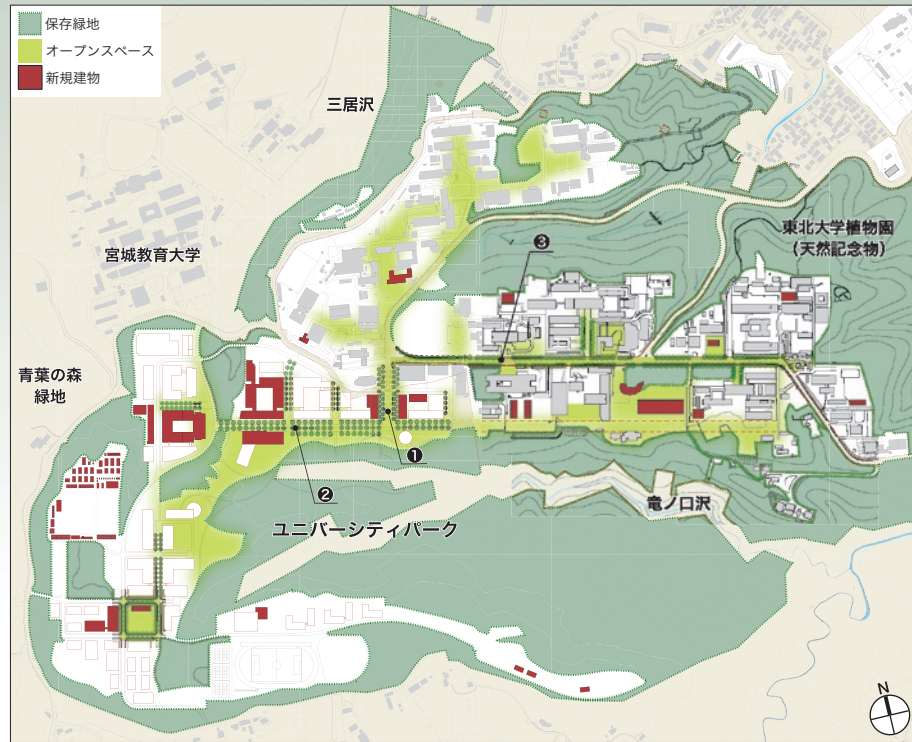 保存緑地
オープンスペース
新規建物
三居沢
東北大学植物園
(天然記念物)
❸
宮城教育大学
青葉の森
緑地
❶
❷
竜ノ口沢
ユニバーシティパーク
N